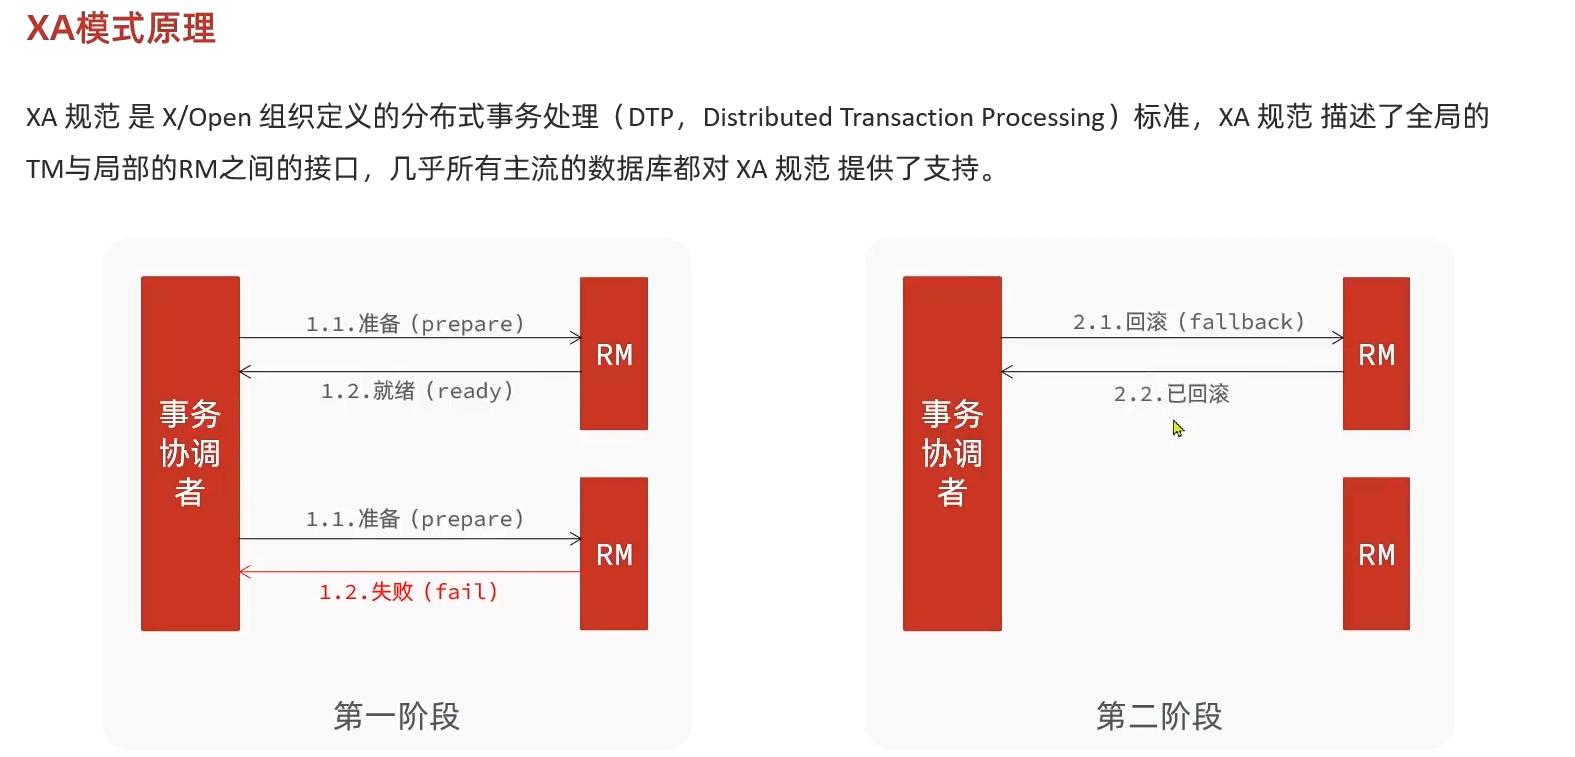 XA模式原理
XA 规范 是 X/Open 组织定义的分布式事务处理（DTP，Distributed Transaction Processing）标准，XA 规范 描述了全局的
TM与局部的RM之间的接口，几乎所有主流的数据库都对 XA 规范 提供了支持。
1.1.准备（prepare）
1.2.就绪（ready）
RM
事务
协调
者
1.1.准备（prepare）
1.2.失败（fail）
RM
第一阶段
2.1.回滚（fallback）
2.2.已回滚
RM
事务
协调
者
RM
第二阶段